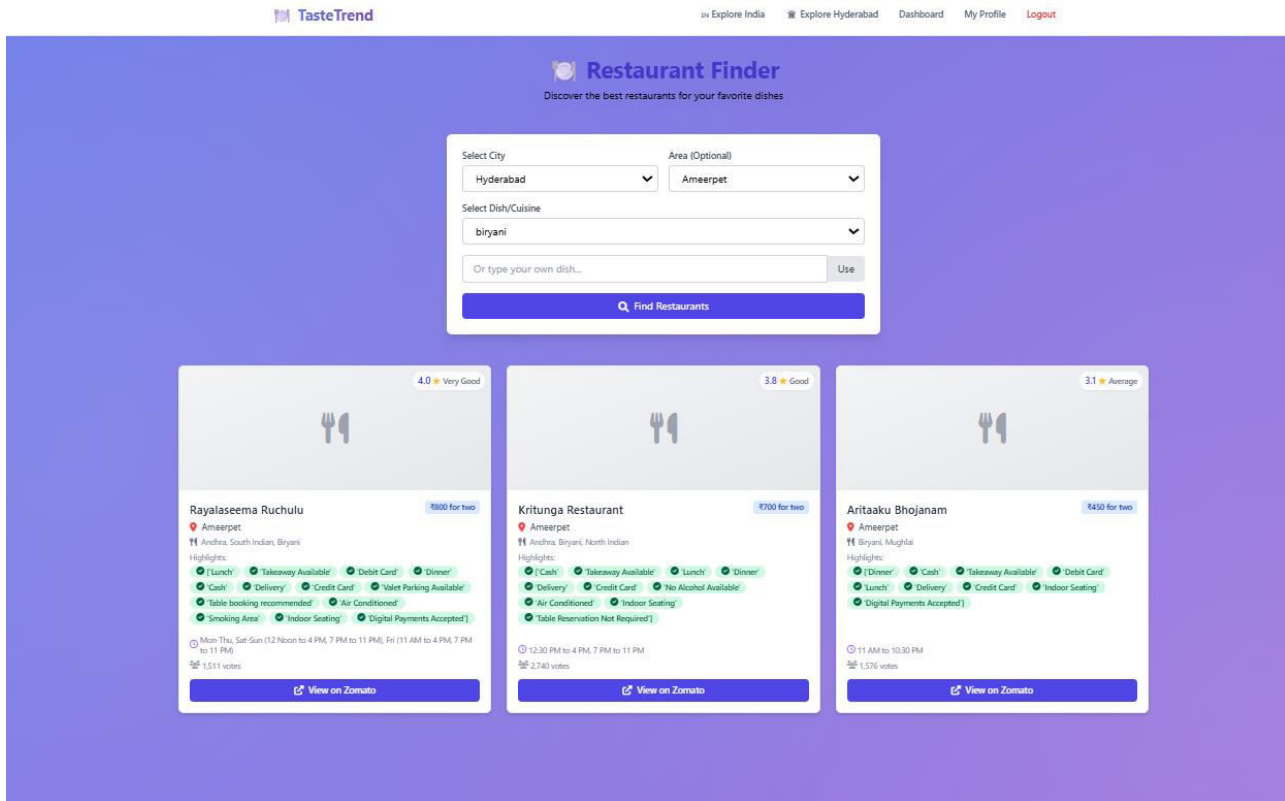 TasteTrend
IN Explore India Explore Hyderabad Dashboard My Profile Logout
Restaurant Finder
Discover the best restaurants for your favorite dishes
Select City Area (Optional)
Hyderabad Ameerpet
Select Dish/Cuisine
biryani
Or type your own dish... Use
Find Restaurants
4.0 ★ Very Good
Rayalaseema Ruchulu ₹800 for two
Ameerpet
Andhra, South Indian, Biryani
Highlights:
['Lunch' 'Takeaway Available' 'Debit Card' 'Dinner'
'Cash' 'Delivery' 'Credit Card' 'Valet Parking Available'
'Table booking recommended' 'Air Conditioned'
'Smoking Area' 'Indoor Seating' 'Digital Payments Accepted']
Mon-Thu, Sat-Sun (12 Noon to 4 PM, 7 PM to 11 PM), Fri (11 AM to 4 PM, 7 PM
to 11 PM)
1,511 votes
View on Zomato
3.8 ★ Good
Kritunga Restaurant ₹700 for two
Ameerpet
Andhra, Biryani, North Indian
Highlights:
['Cash' 'Takeaway Available' 'Lunch' 'Dinner'
'Delivery' 'Credit Card' 'No Alcohol Available'
'Air Conditioned' 'Indoor Seating'
'Table Reservation Not Required']
12:30 PM to 4 PM, 7 PM to 11 PM
2,740 votes
View on Zomato
3.1 ★ Average
Aritaaku Bhojanam ₹450 for two
Ameerpet
Biryani, Mughlai
Highlights:
['Dinner' 'Cash' 'Takeaway Available' 'Debit Card'
'Lunch' 'Delivery' 'Credit Card' 'Indoor Seating'
'Digital Payments Accepted']
11 AM to 10:30 PM
1,576 votes
View on Zomato